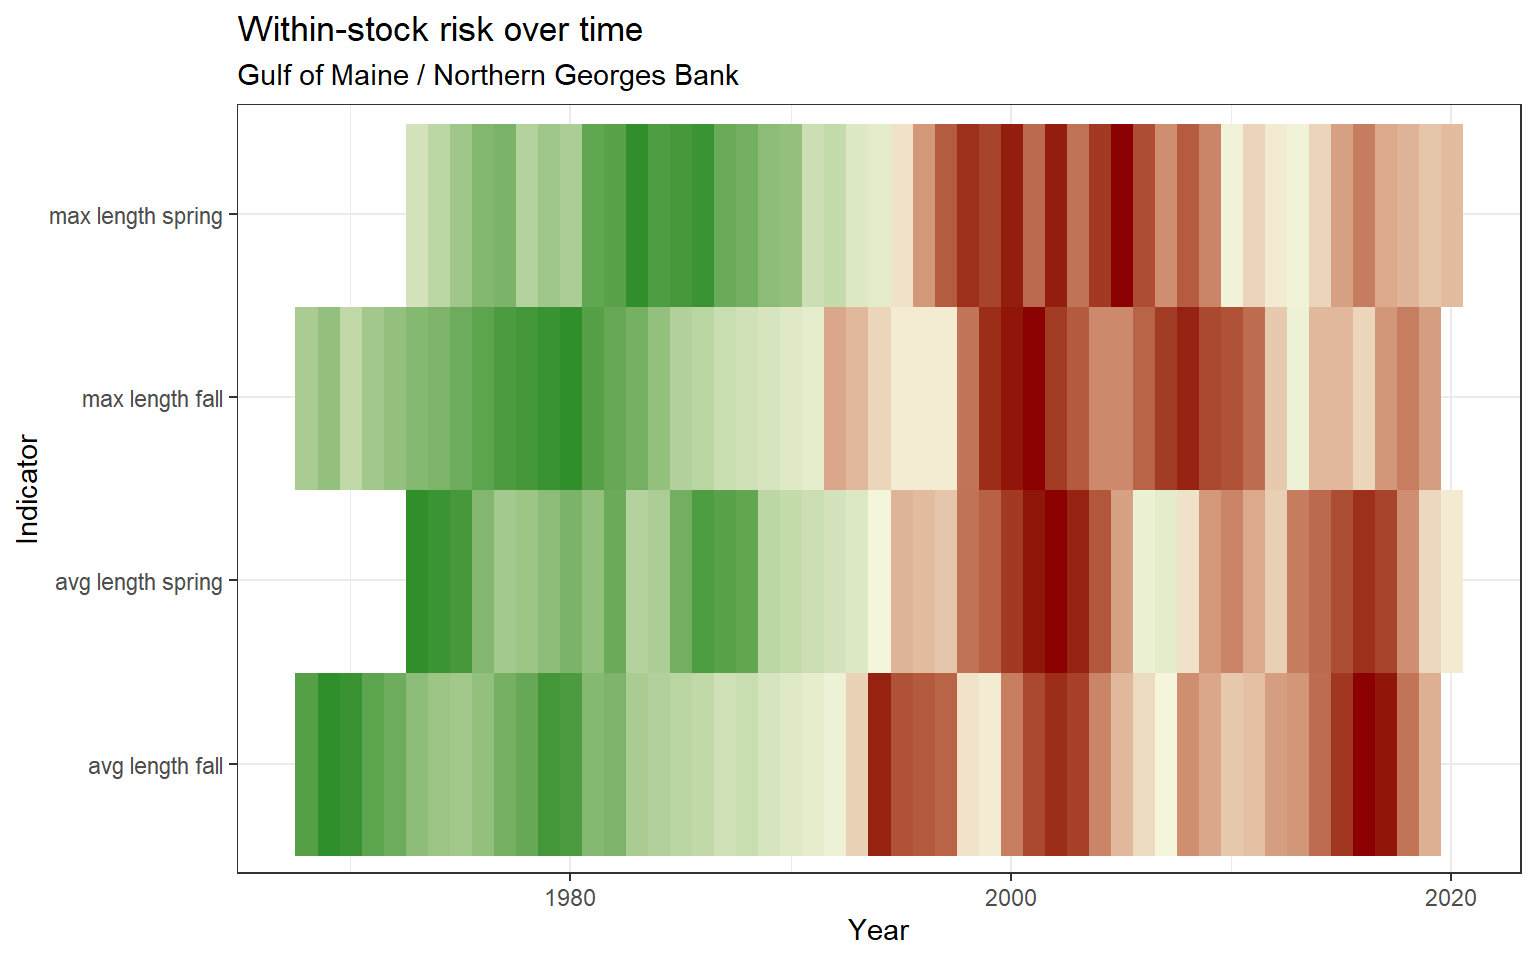 Within-stock risk over time
Gulf of Maine / Northern Georges Bank
max length spring
max length fall
avg length spring
avg length fall
Indicator
1980
2000
2020
Year